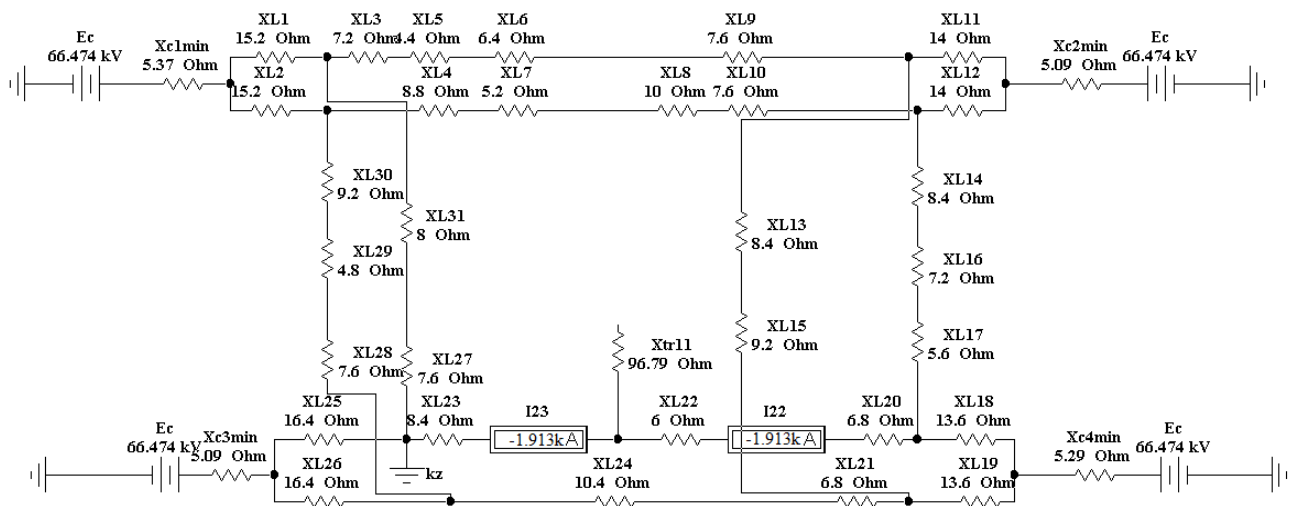 XL1 XL3 XL5 XL6 XL9 XL11
Ec 15.2 Ohm 7.2 Ohm 4.4 Ohm 6.4 Ohm 7.6 Ohm 14 Ohm Ec
66.474 kV Xc1min Xc2min 66.474 kV
5.37 Ohm XL2 XL4 XL7 XL8 XL10 XL12 5.09 Ohm
15.2 Ohm 8.8 Ohm 5.2 Ohm 10 Ohm 7.6 Ohm 14 Ohm
XL30
9.2 Ohm
XL14
8.4 Ohm
XL31
8 Ohm
XL13
8.4 Ohm
XL29
4.8 Ohm
XL16
7.2 Ohm
XL15
9.2 Ohm
XL17
5.6 Ohm
Xtr11
96.79 Ohm
XL28
7.6 Ohm
XL27
7.6 Ohm
XL25 XL23 I23 XL22 I22 XL20 XL18
16.4 Ohm 8.4 Ohm -1.913kA 6 Ohm -1.913kA 6.8 Ohm 13.6 Ohm
Ec Ec
66.474 kV Xc3min Xc4min 66.474 kV
5.09 Ohm 5.29 Ohm
kz
XL26 XL24 XL21 XL19
16.4 Ohm 10.4 Ohm 6.8 Ohm 13.6 Ohm